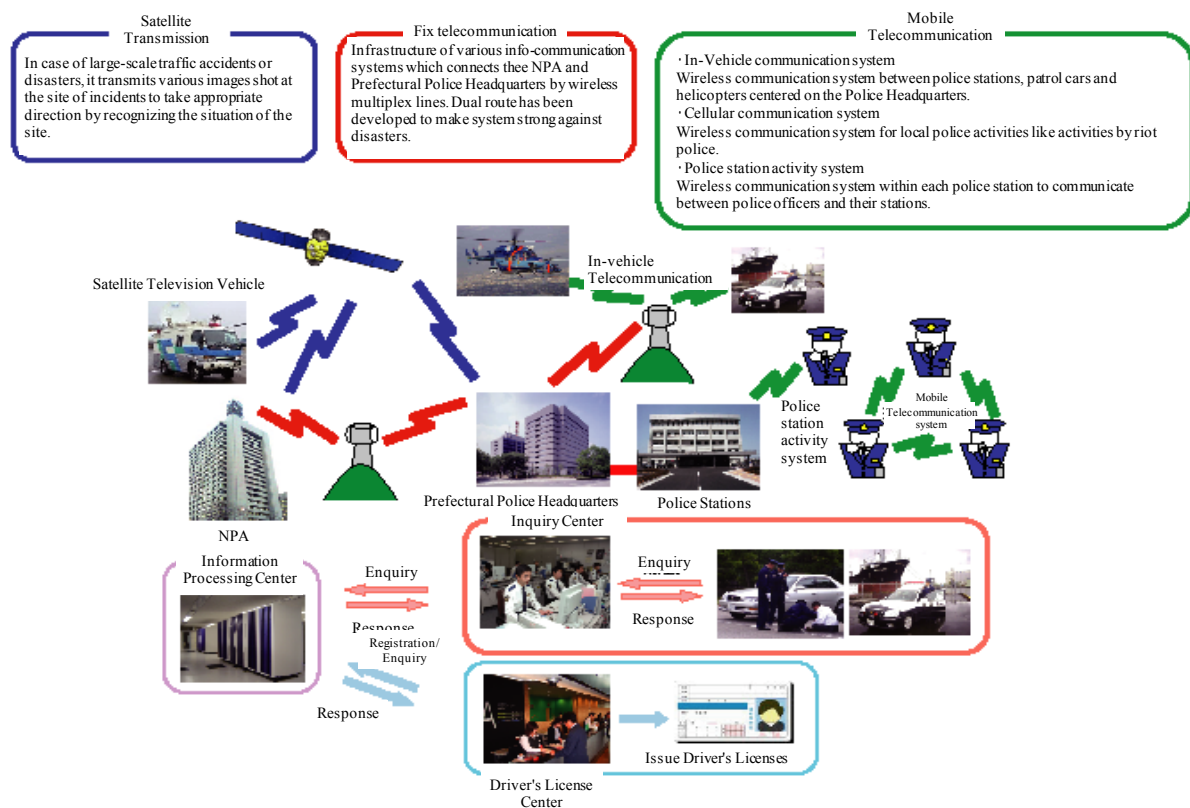 Satellite
Transmission
In case of large-scale traffic accidents or
disasters, it transmits various images shot at
the site of incidents to take appropriate
direction by recognizing the situation of the
site.
Fix telecommunication
Infrastructure of various info-communication
systems which connects thee NPA and
Prefectural Police Headquarters by wireless
multiplex lines. Dual route has been
developed to make system strong against
disasters.
Mobile
Telecommunication
・In-Vehicle communication system
Wireless communication system between police stations, patrol cars and
helicopters centered on the Police Headquarters.
・Cellular communication system
Wireless communication system for local police activities like activities by riot
police.
・Police station activity system
Wireless communication system within each police station to communicate
between police officers and their stations.
Satellite Television Vehicle
In-vehicle
Telecommunication
Police
station
activity
system
Mobile
Telecommunication
system
NPA
Prefectural Police Headquarters
Police Stations
Information
Processing Center
Enquiry
Response
Registration/
Enquiry
Response
Inquiry Center
Enquiry
Response
Driver's License
Center
Issue Driver's Licenses